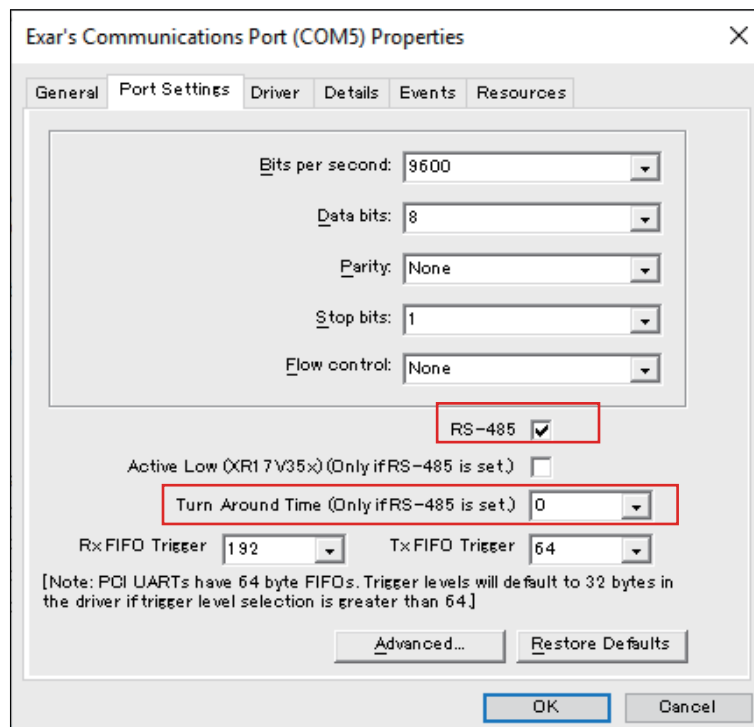 Exar's Communications Port (COM5) Properties
General Port Settings Driver Details Events Resources
Bits per second: 9600
Data bits: 8
Parity: None
Stop bits: 1
Flow control: None
RS-485
Active Low (XR17V35x) (Only if RS-485 is set.)
Turn Around Time (Only if RS-485 is set.) 0
Rx FIFO Trigger 192 Tx FIFO Trigger 64
[Note: PCI UARTs have 64 byte FIFOs. Trigger levels will default to 32 bytes in
the driver if trigger level selection is greater than 64.]
Advanced... Restore Defaults
OK Cancel